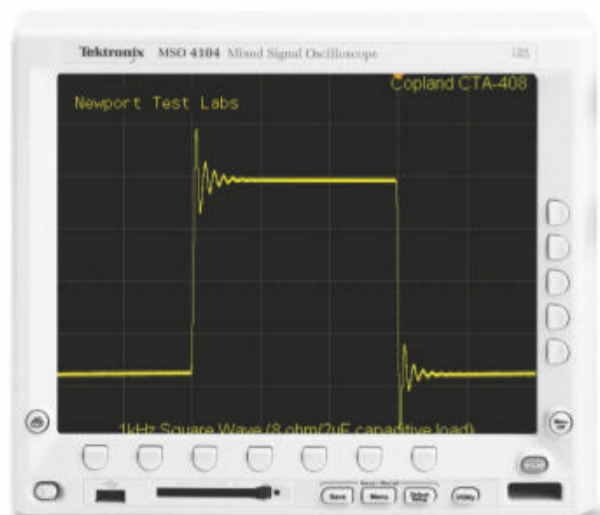 Tektronix MSO 4104 Mixed Signal Oscilloscope
Copland CTA-408
Newport Test Labs
1kHz Square Wave (8 ohm/2uF capacitive load)
Save Menu Utility